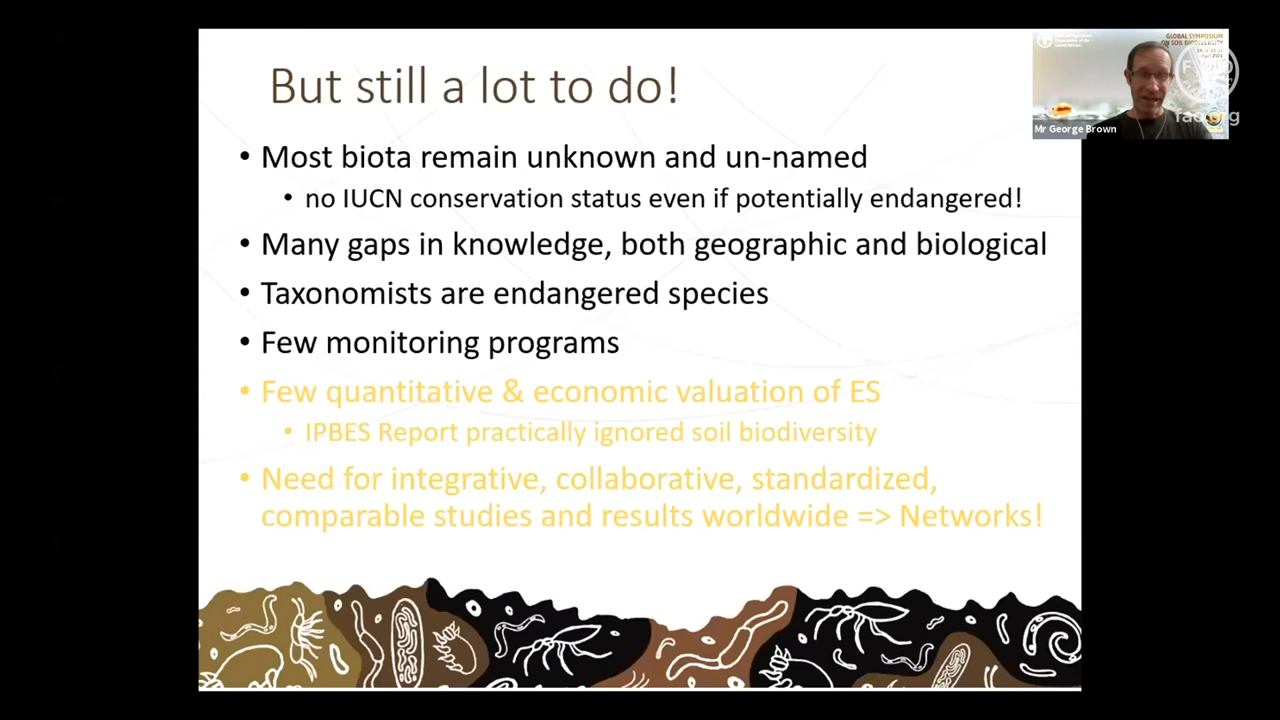 But still a lot to do!
• Most biota remain unknown and un-named
• no IUCN conservation status even if potentially endangered!
• Many gaps in knowledge, both geographic and biological
• Taxonomists are endangered species
• Few monitoring programs
• Few quantitative & economic valuation of ES
• IPBES Report practically ignored soil biodiversity
• Need for integrative, collaborative, standardized,
comparable studies and results worldwide => Networks!
GLOBAL SYMPOSIUM
ON SOIL BIODIVERSITY
fao.org
Mr George Brown